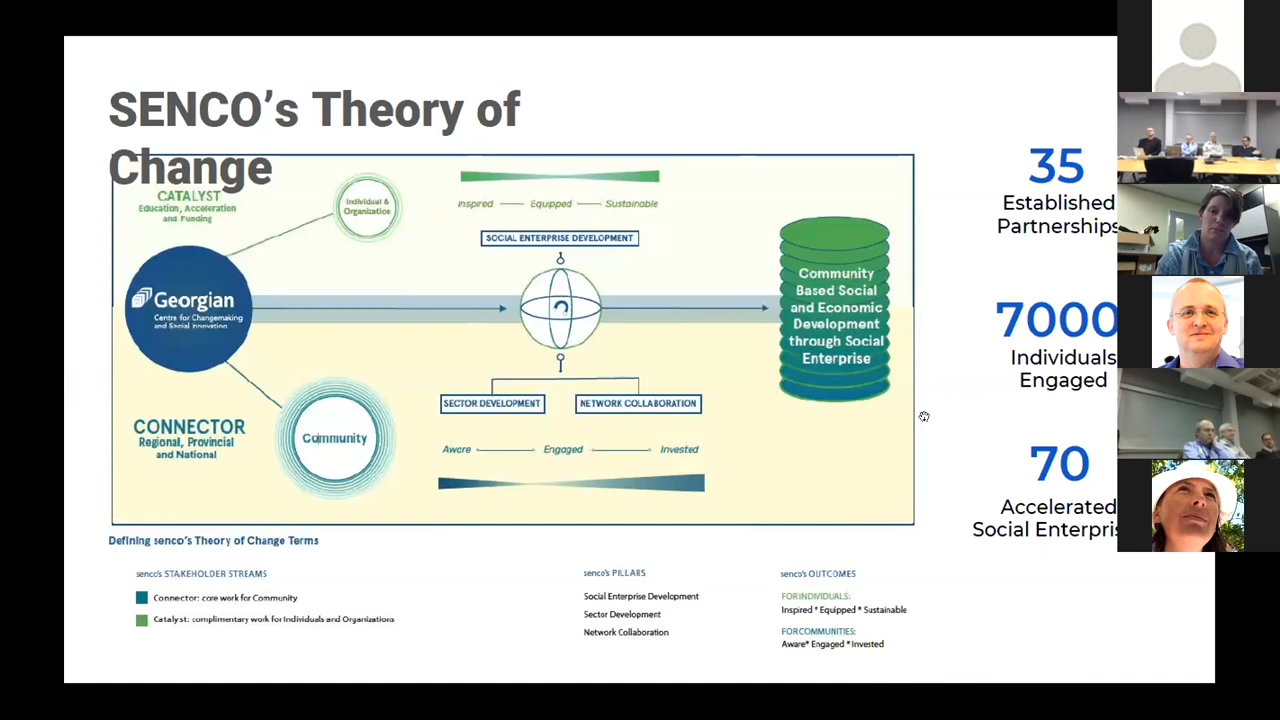 SENCO's Theory of
Change
CATALYST
Education, Acceleration
and Funding
Individual &
Organization
Inspired
Equipped
Sustainable
SOCIAL ENTERPRISE DEVELOPMENT
Georgian
Centre for Changemaking
and Social Innovation
Community
Based Social
and Economic
Development
through Social
Enterprise
SECTOR DEVELOPMENT
NETWORK COLLABORATION
CONNECTOR
Regional, Provincial
and National
Community
Aware
Engaged
Invested
35
Established
Partnerships
7000
Individuals
Engaged
70
Accelerated
Social Enterpri
Defining senco's Theory of Change Terms
senco's STAKEHOLDER STREAMS
Connector: core work for Community
Catalyst: complimentary work for Individuals and Organizations
senco's PILLARS
Social Enterprise Development
Sector Development
Network Collaboration
senco's OUTCOMES
FOR INDIVIDUALS:
Inspired * Equipped * Sustainable
FOR COMMUNITIES:
Aware* Engaged *Invested